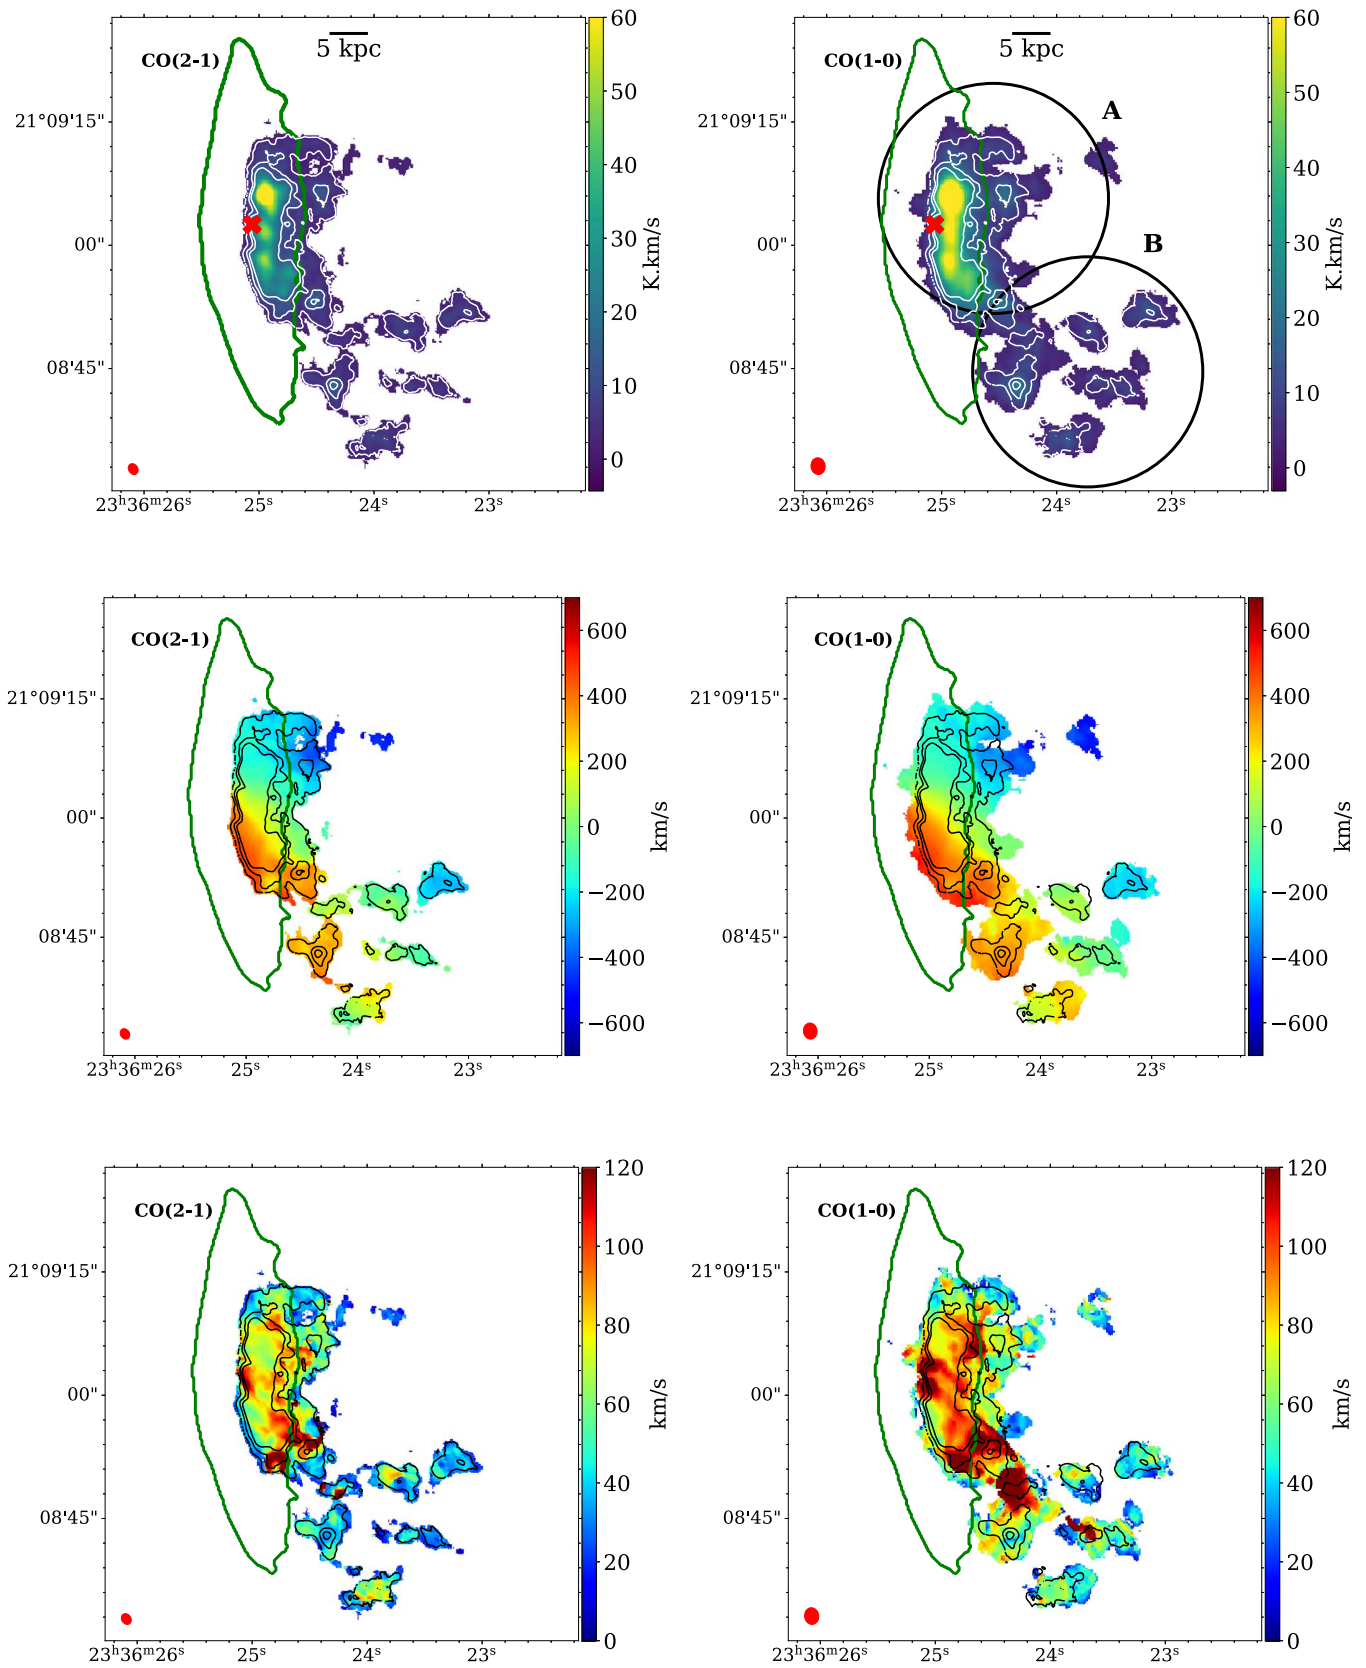 CO(2-1)
5 kpc
21°09'15"
00"
08'45"
23ʰ36ᵐ26ˢ
25ˢ
24ˢ
23ˢ
60
50
40
30
20
10
0
K.km/s
CO(1-0)
5 kpc
A
B
00"
08'45"
21°09'15"
23ʰ36ᵐ26ˢ
25ˢ
24ˢ
23ˢ
60
50
40
30
20
10
0
K.km/s
CO(2-1)
21°09'15"
00"
08'45"
23ʰ36ᵐ26ˢ
25ˢ
24ˢ
23ˢ
600
400
200
0
−200
−400
−600
km/s
CO(1-0)
21°09'15"
00"
08'45"
23ʰ36ᵐ26ˢ
25ˢ
24ˢ
23ˢ
600
400
200
0
−200
−400
−600
km/s
CO(2-1)
21°09'15"
00"
08'45"
23ʰ36ᵐ26ˢ
25ˢ
24ˢ
23ˢ
120
100
80
60
40
20
0
km/s
CO(1-0)
21°09'15"
00"
08'45"
23ʰ36ᵐ26ˢ
25ˢ
24ˢ
23ˢ
120
100
80
60
40
20
0
km/s